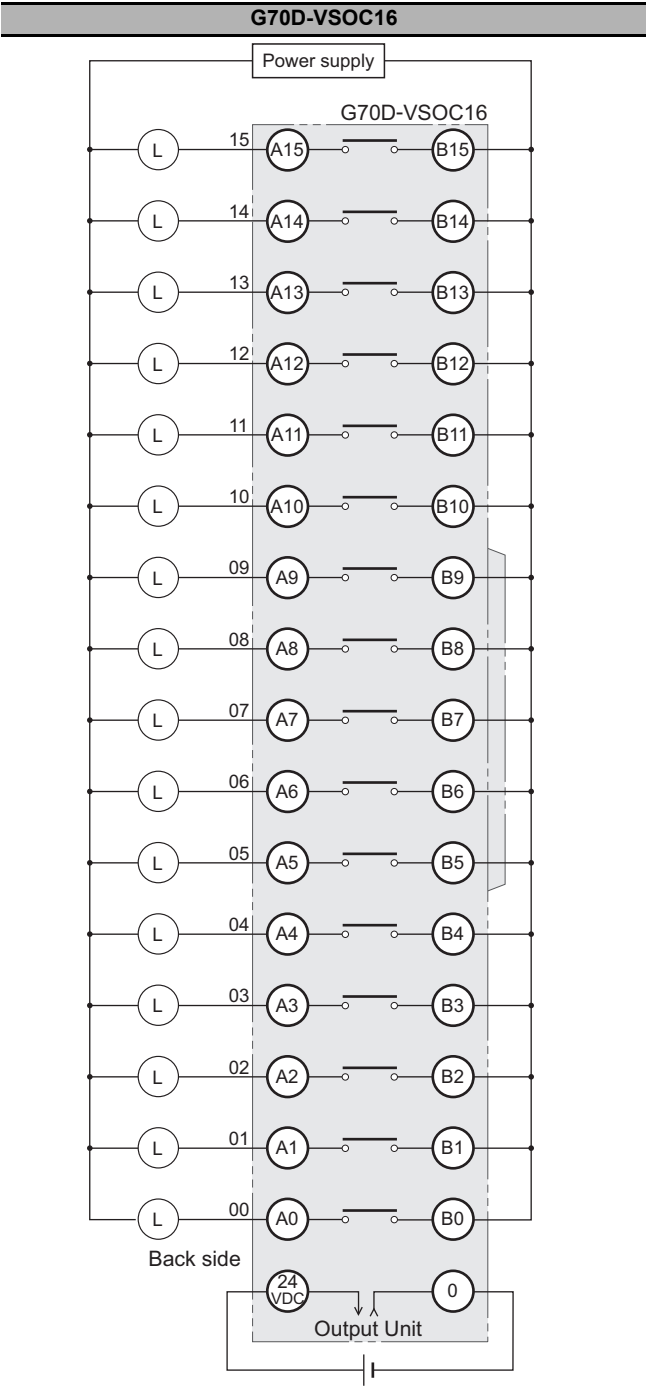 G70D-VSOC16
Power supply
G70D-VSOC16
L 15 A15 B15
L 14 A14 B14
L 13 A13 B13
L 12 A12 B12
L 11 A11 B11
L 10 A10 B10
L 09 A9 B9
L 08 A8 B8
L 07 A7 B7
L 06 A6 B6
L 05 A5 B5
L 04 A4 B4
L 03 A3 B3
L 02 A2 B2
L 01 A1 B1
L 00 A0 B0
Back side
24 VDC 0
Output Unit